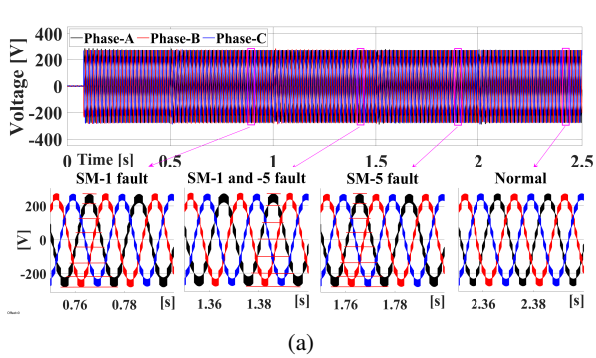 400
Phase-A Phase-B Phase-C
200
0
-200
-400
Voltage [V]
0 Time [s] 0.5 1 1.5 2 2.5
SM-1 fault SM-1 and -5 fault SM-5 fault Normal
200
0
-200
[V]
0.76 0.78 [s] 1.36 1.38 [s] 1.76 1.78 [s] 2.36 2.38 [s]
Offset=0
(a)